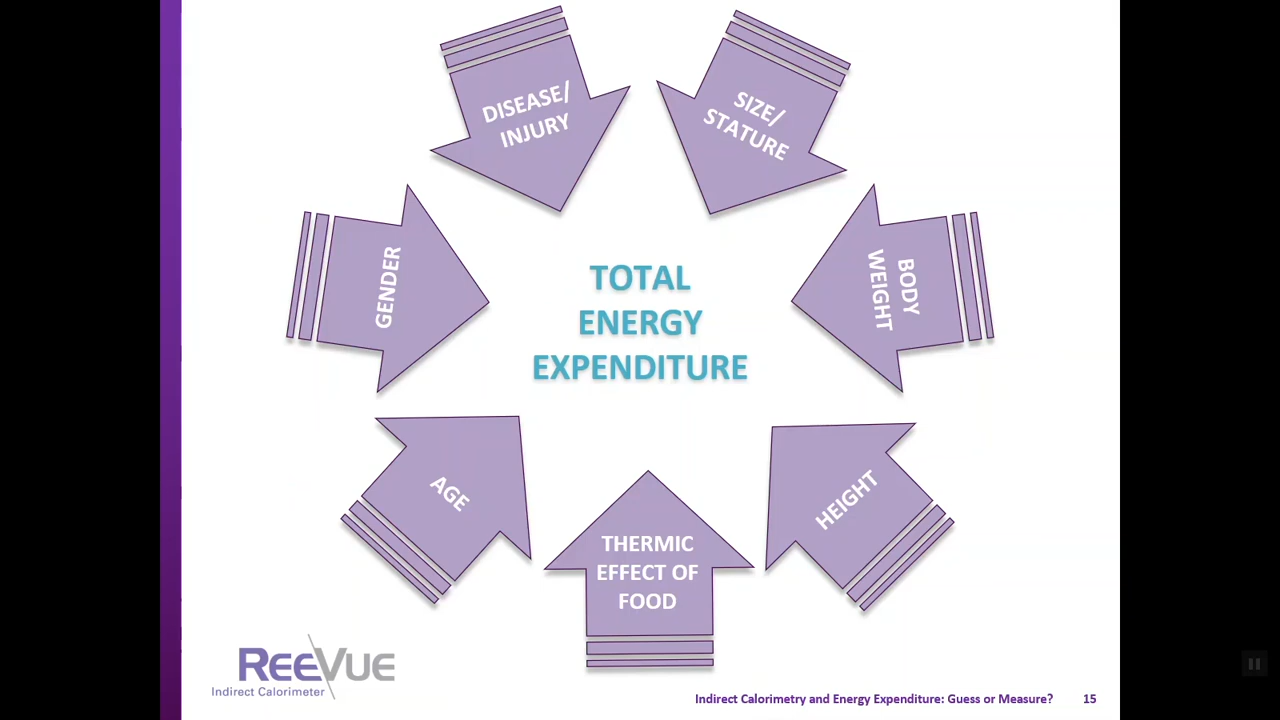 DISEASE/
INJURY
SIZE/
STATURE
GENDER
BODY
WEIGHT
TOTAL
ENERGY
EXPENDITURE
AGE
HEIGHT
THERMIC
EFFECT OF
FOOD
REEVUE
Indirect Calorimeter
Indirect Calorimetry and Energy Expenditure: Guess or Measure? 15